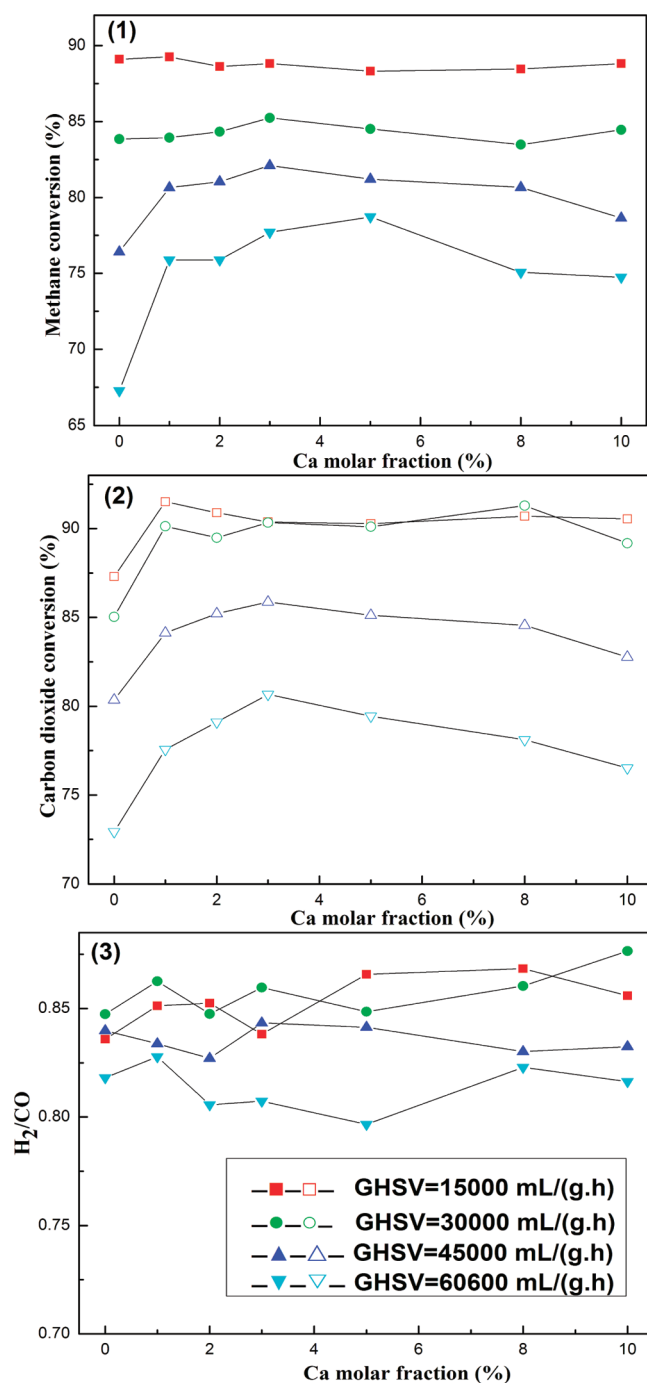 (1)
Methane conversion (%)
90
85
80
75
70
65
0 2 4 6 8 10
Ca molar fraction (%)
(2)
Carbon dioxide conversion (%)
90
85
80
75
70
0 2 4 6 8 10
Ca molar fraction (%)
(3)
H2/CO
0.85
0.80
0.75
0.70
GHSV=15000 mL/(g.h)
GHSV=30000 mL/(g.h)
GHSV=45000 mL/(g.h)
GHSV=60600 mL/(g.h)
0 2 4 6 8 10
Ca molar fraction (%)